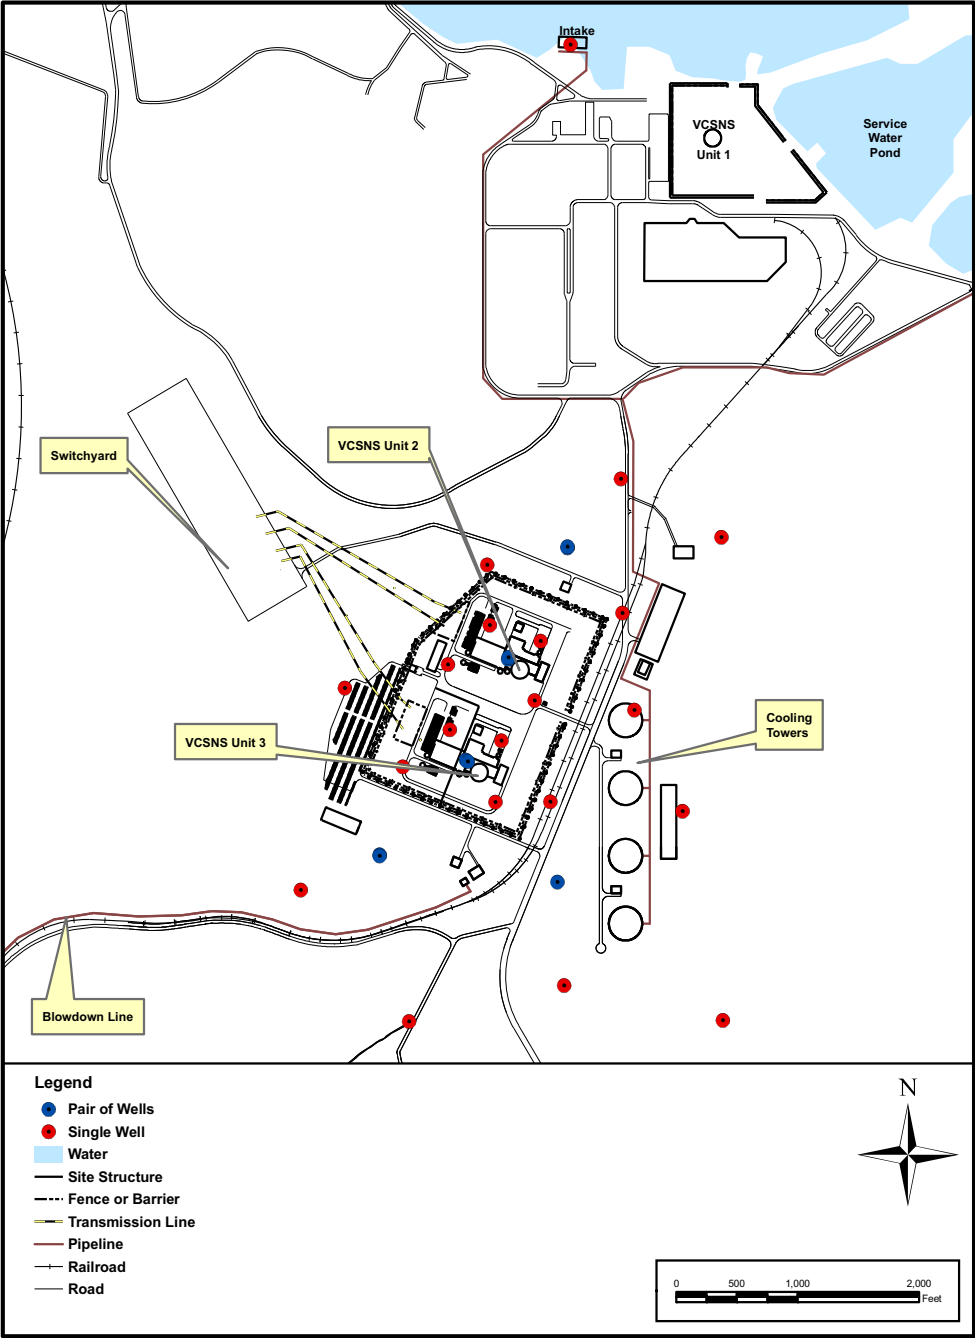 Intake
VCSNS
Unit 1
Service
Water
Pond
VCSNS Unit 2
Switchyard
VCSNS Unit 3
Cooling
Towers
Blowdown Line
Legend
Pair of Wells
Single Well
Water
Site Structure
Fence or Barrier
Transmission Line
Pipeline
Railroad
Road
N
0 500 1,000 2,000
Feet